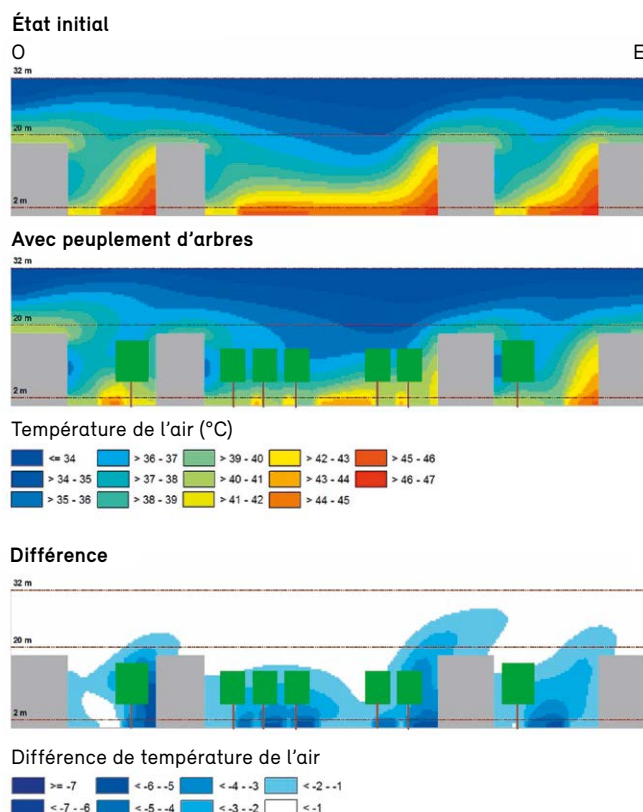 État initial
O E
32 m
20 m
2 m
Avec peuplement d'arbres
32 m
20 m
2 m
Température de l'air (°C)
<= 34 > 36 - 37 > 39 - 40 > 42 - 43 > 45 - 46
> 34 - 35 > 37 - 38 > 40 - 41 > 43 - 44 > 46 - 47
> 35 - 36 > 38 - 39 > 41 - 42 > 44 - 45
Différence
32 m
20 m
2 m
Différence de température de l'air
>= -7 < -6 - -5 < -4 - -3 < -2 - -1
< -7 - -6 < -5 - -4 < -3 - -2 < -1